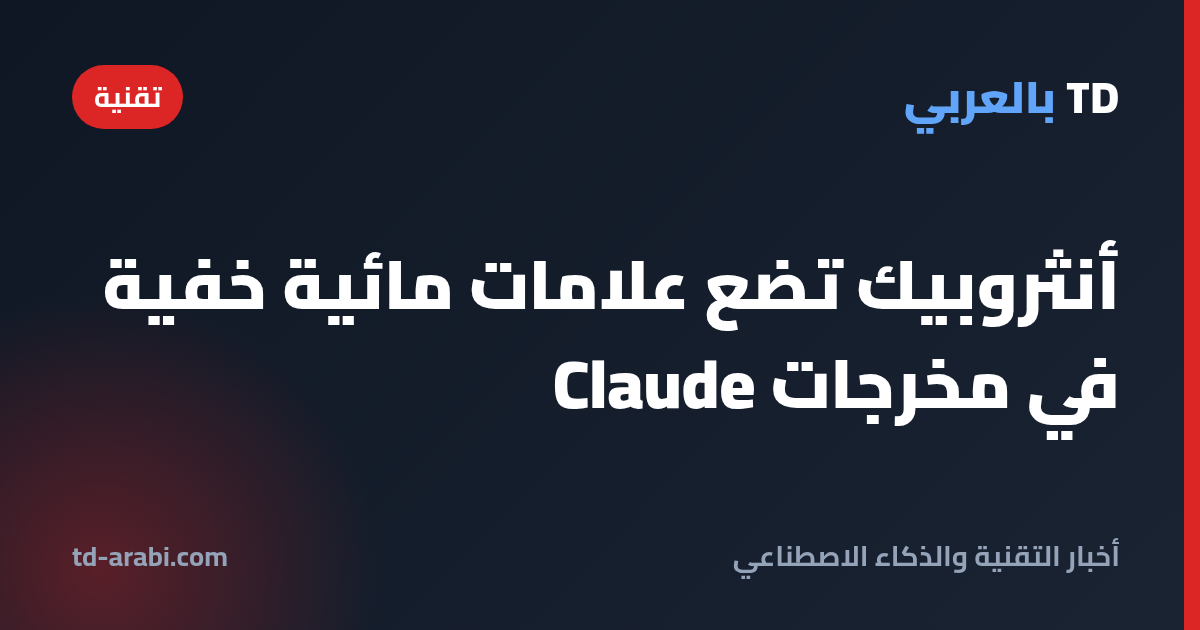 TD بالعربي
تقنية
أنثروبيك تضع علامات مائية خفية
في مخرجات Claude
أخبار التقنية والذكاء الاصطناعي
td-arabi.com